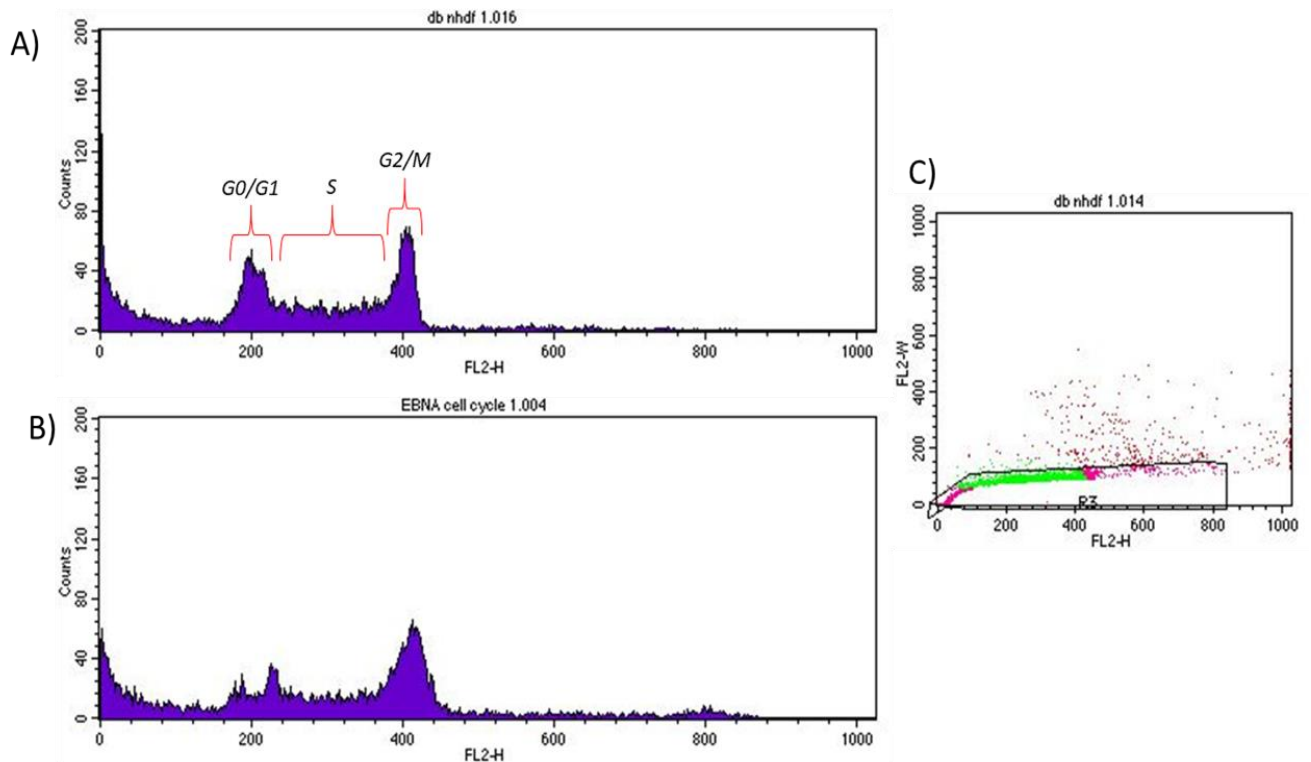 A)
db nhdf 1.016
Counts
200
160
120
80
40
0
G0/G1
S
G2/M
0 200 400 600 800 1000
FL2-H
B)
EBNA cell cycle 1.004
Counts
200
160
120
80
40
0
0 200 400 600 800 1000
FL2-H
C)
db nhdf 1.014
FL2-W
1000
800
600
400
200
0
R3
0 200 400 600 800 1000
FL2-H